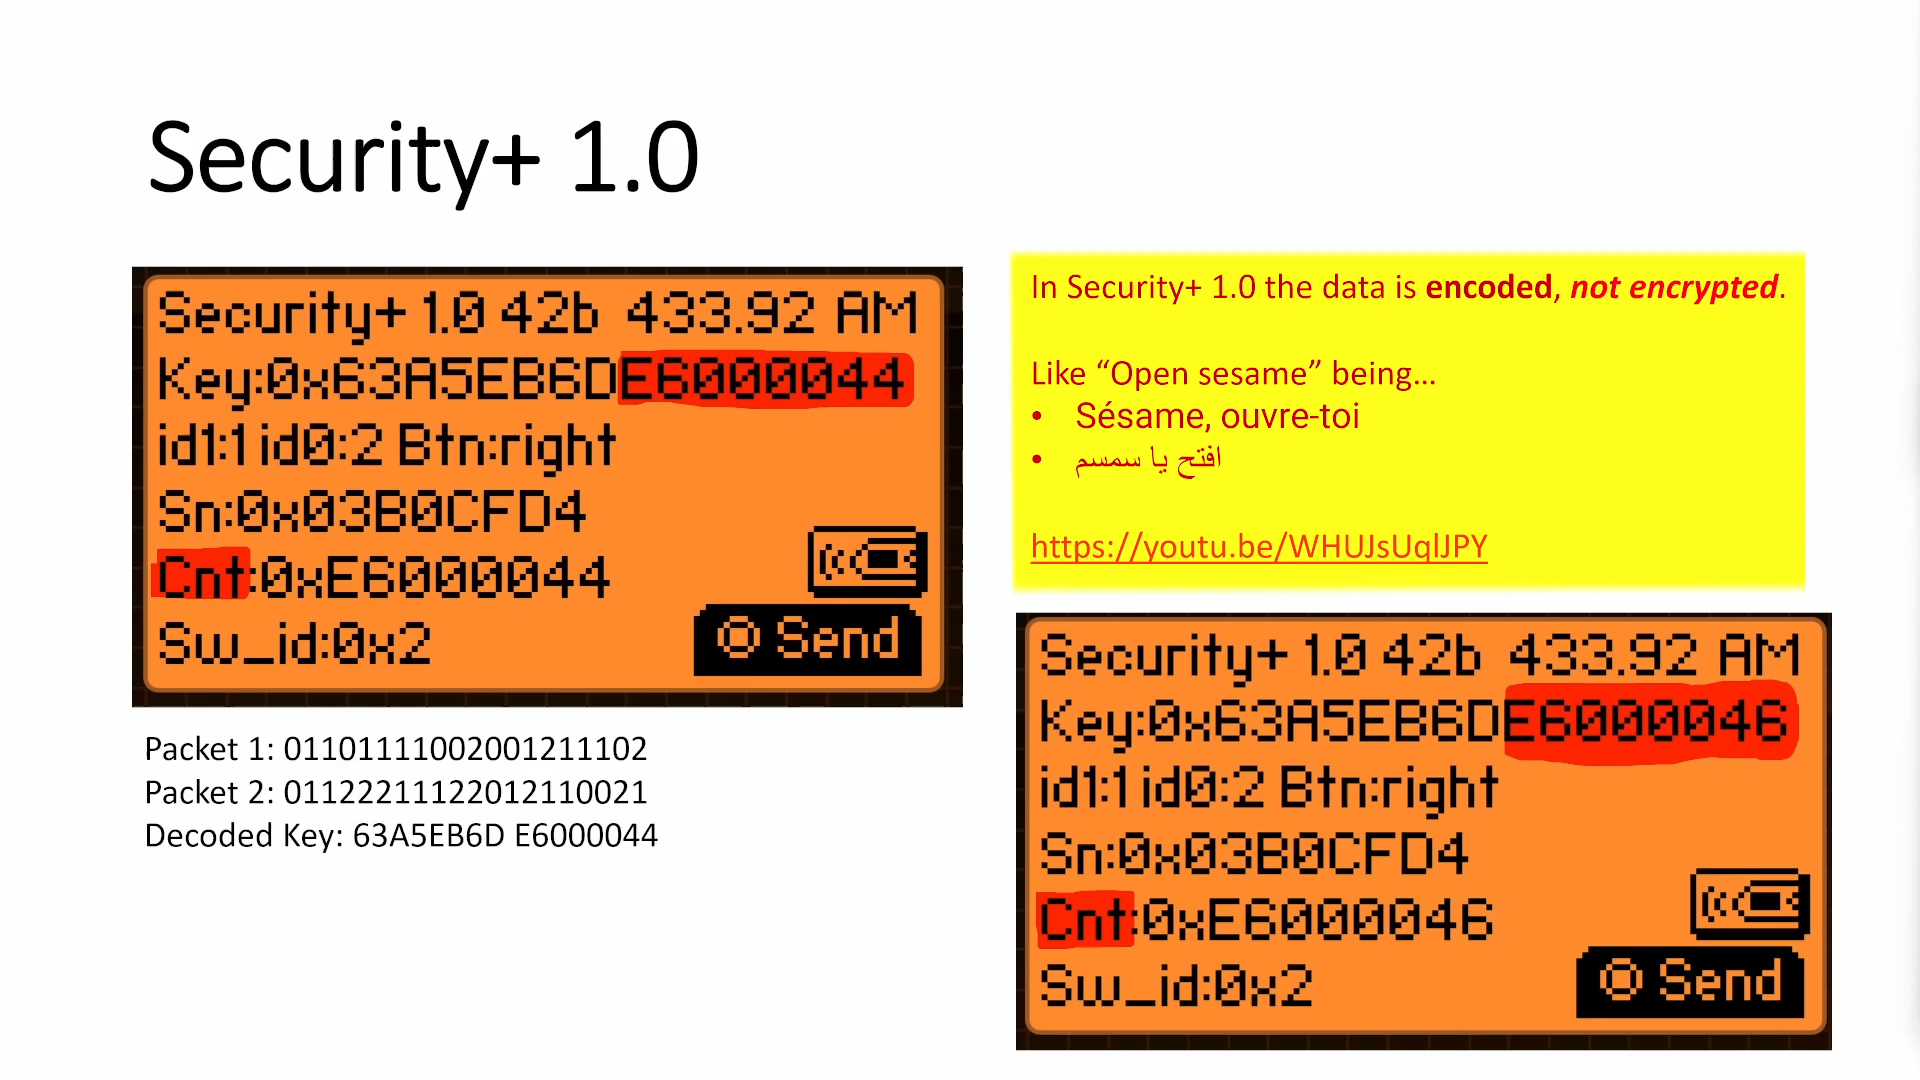 Security+ 1.0
Security+ 1.0 42b 433.92 AM
Key:0x63A5EB6DE6000044
id1:1 id0:2 Btn:right
Sn:0x03B0CFD4
Cnt:0xE6000044
Sw_id:0x2
Send
Packet 1: 01101111002001211102
Packet 2: 01122211122012110021
Decoded Key: 63A5EB6D E6000044
In Security+ 1.0 the data is encoded, not encrypted.
Like “Open sesame” being…
• Sésame, ouvre-toi
• افتح يا سمسم
https://youtu.be/WHUJsUqlJPY
Security+ 1.0 42b 433.92 AM
Key:0x63A5EB6DE6000046
id1:1 id0:2 Btn:right
Sn:0x03B0CFD4
Cnt:0xE6000046
Sw_id:0x2
Send